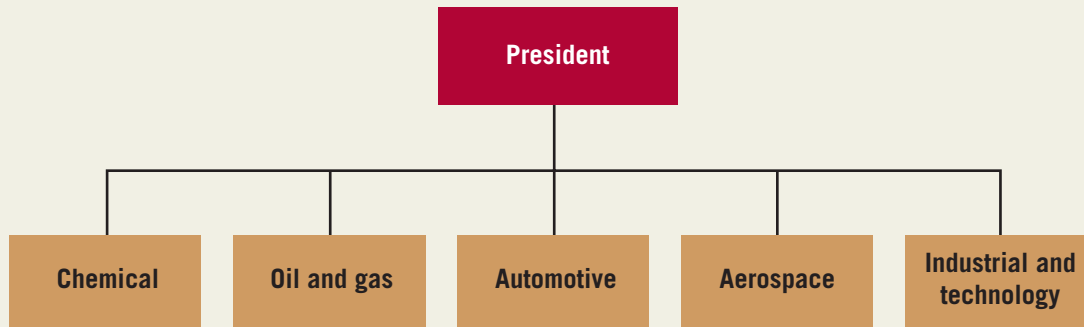 President
Chemical
Oil and gas
Automotive
Aerospace
Industrial and
technology